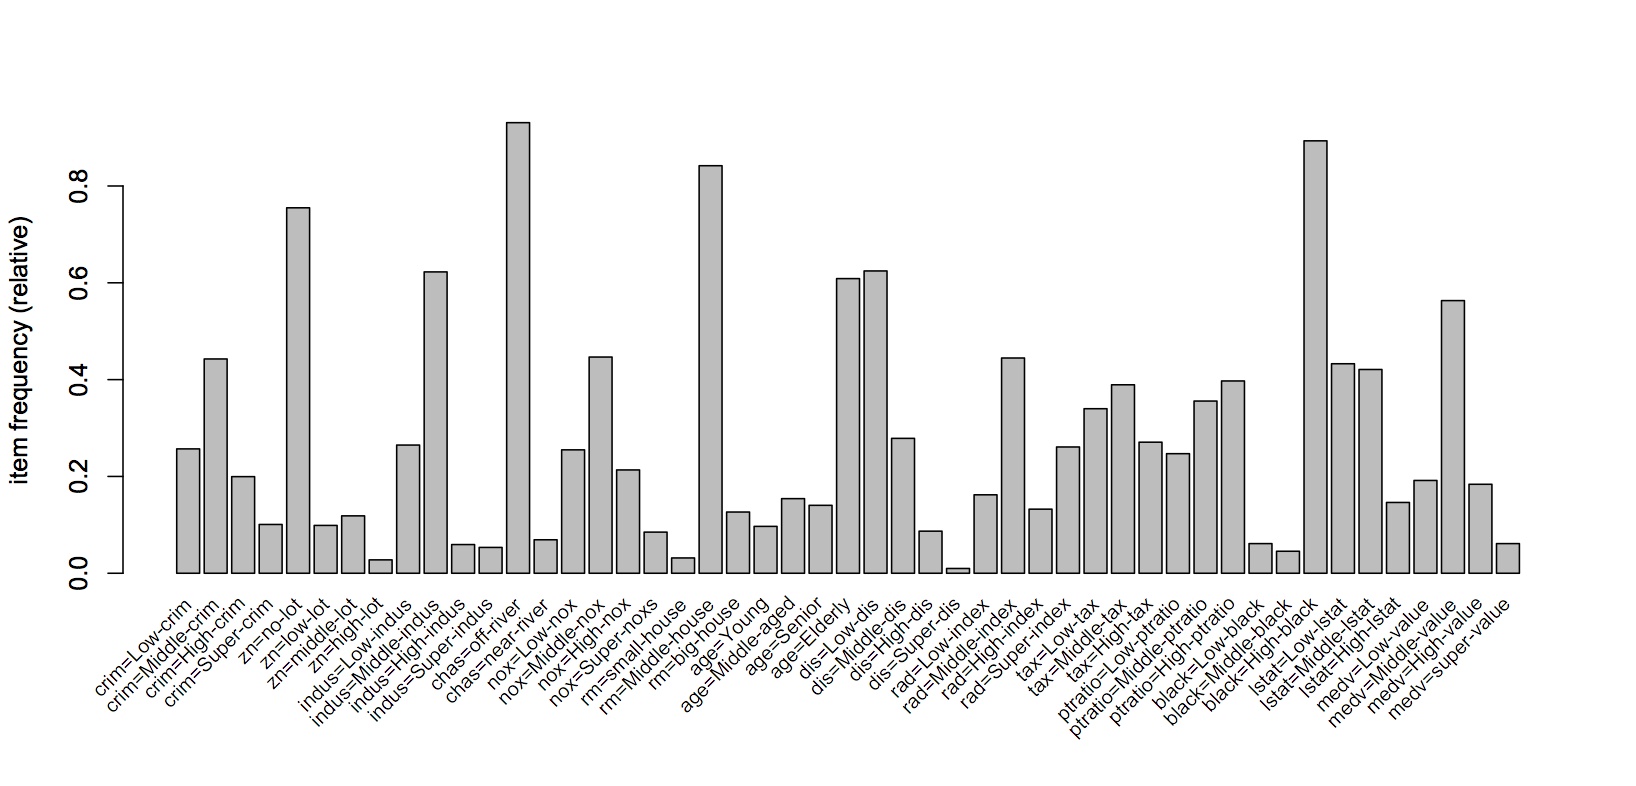 item frequency (relative)
0.0
0.2
0.4
0.6
0.8
crim=Low-crim
crim=Middle-crim
crim=High-crim
crim=Super-crim
zn=no-lot
zn=low-lot
zn=middle-lot
zn=high-lot
indus=Low-indus
indus=Middle-indus
indus=High-indus
indus=Super-indus
chas=off-river
chas=near-river
nox=Low-nox
nox=Middle-nox
nox=High-nox
nox=Super-noxs
rm=small-house
rm=Middle-house
rm=big-house
age=Young
age=Middle-aged
age=Senior
age=Elderly
dis=Low-dis
dis=Middle-dis
dis=High-dis
dis=Super-dis
rad=Low-index
rad=Middle-index
rad=High-index
rad=Super-index
tax=Low-tax
tax=Middle-tax
tax=High-tax
ptratio=Low-ptratio
ptratio=Middle-ptratio
ptratio=High-ptratio
black=Low-black
black=Middle-black
black=High-black
lstat=Low-lstat
lstat=Middle-lstat
lstat=High-lstat
medv=Low-value
medv=Middle-value
medv=High-value
medv=super-value